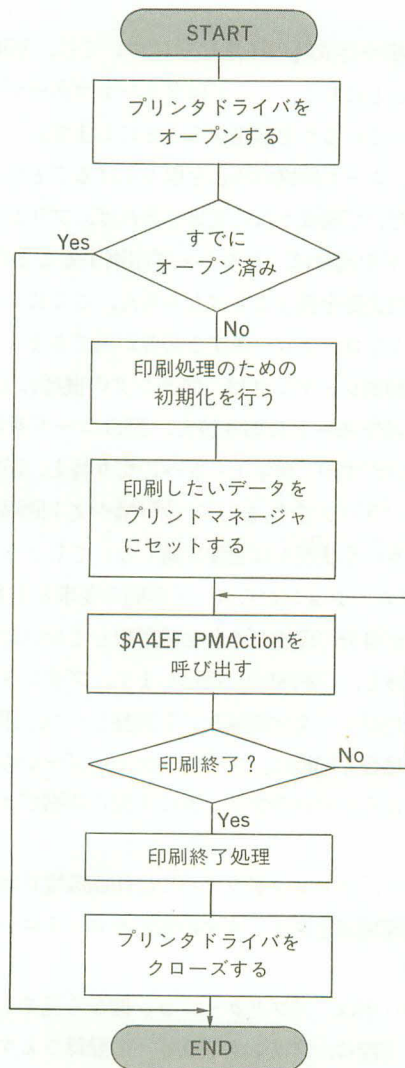 START
プリンタドライバを
オープンする
すでに
オープン済み
Yes
No
印刷処理のための
初期化を行う
印刷したいデータを
プリントマネージャ
にセットする
$A4EF PMActionを
呼び出す
印刷終了？
No
Yes
印刷終了処理
プリンタドライバを
クローズする
END